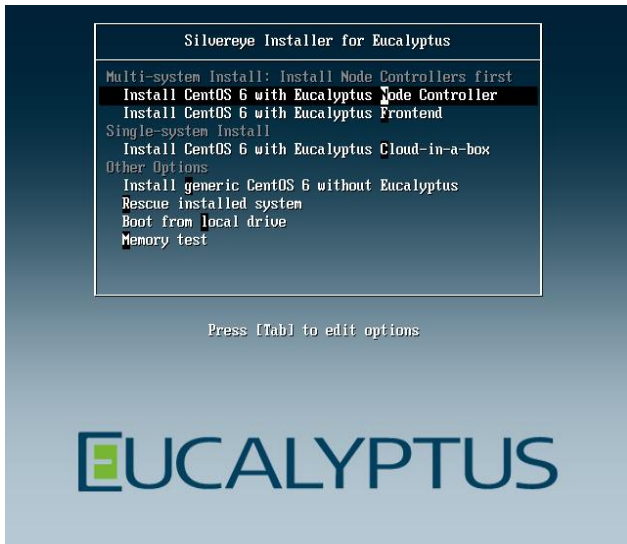 Silvereye Installer for Eucalyptus
Multi-system Install: Install Node Controllers first
Install CentOS 6 with Eucalyptus Node Controller
Install CentOS 6 with Eucalyptus Frontend
Single-system Install
Install CentOS 6 with Eucalyptus Cloud-in-a-box
Other Options
Install generic CentOS 6 without Eucalyptus
Rescue installed system
Boot from local drive
Memory test
Press [Tab] to edit options
EUCALYPTUS